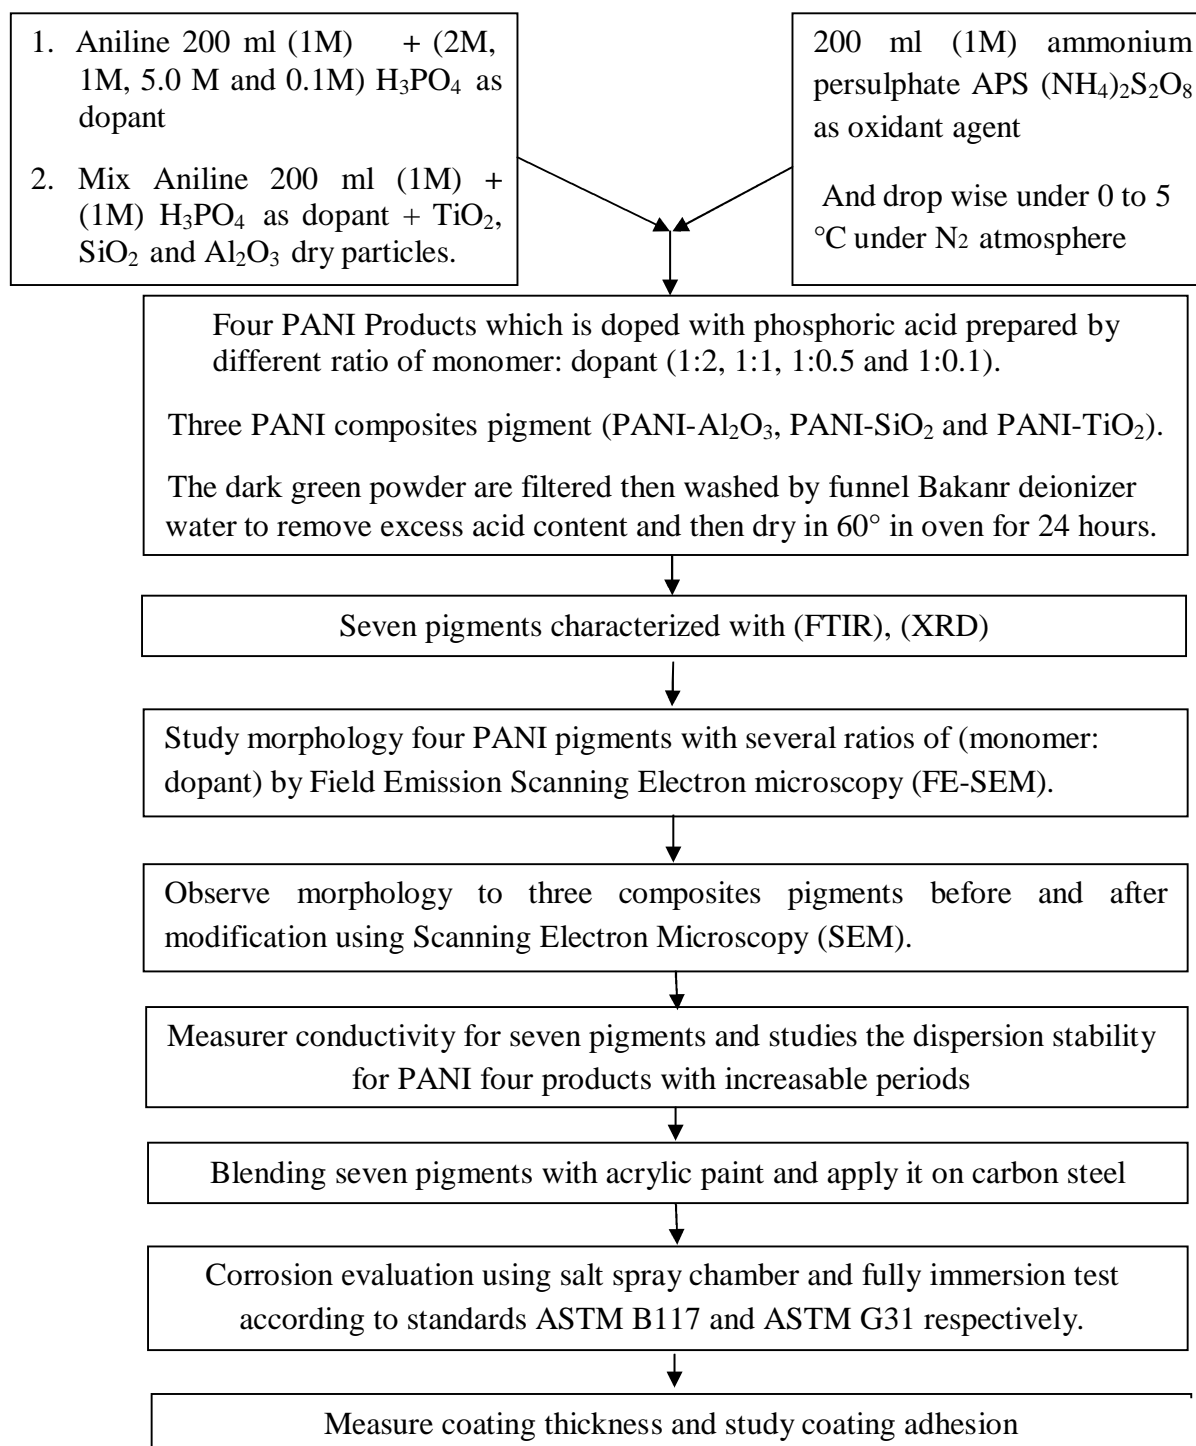 1. Aniline 200 ml (1M) + (2M,
1M, 5.0 M and 0.1M) H₃PO₄ as
dopant
2. Mix Aniline 200 ml (1M) +
(1M) H₃PO₄ as dopant + TiO₂,
SiO₂ and Al₂O₃ dry particles.
200 ml (1M) ammonium
persulphate APS (NH₄)₂S₂O₈
as oxidant agent
And drop wise under 0 to 5
°C under N₂ atmosphere
Four PANI Products which is doped with phosphoric acid prepared by
different ratio of monomer: dopant (1:2, 1:1, 1:0.5 and 1:0.1).
Three PANI composites pigment (PANI-Al₂O₃, PANI-SiO₂ and PANI-TiO₂).
The dark green powder are filtered then washed by funnel Bakanr deionizer
water to remove excess acid content and then dry in 60° in oven for 24 hours.
Seven pigments characterized with (FTIR), (XRD)
Study morphology four PANI pigments with several ratios of (monomer:
dopant) by Field Emission Scanning Electron microscopy (FE-SEM).
Observe morphology to three composites pigments before and after
modification using Scanning Electron Microscopy (SEM).
Measurer conductivity for seven pigments and studies the dispersion stability
for PANI four products with increasable periods
Blending seven pigments with acrylic paint and apply it on carbon steel
Corrosion evaluation using salt spray chamber and fully immersion test
according to standards ASTM B117 and ASTM G31 respectively.
Measure coating thickness and study coating adhesion